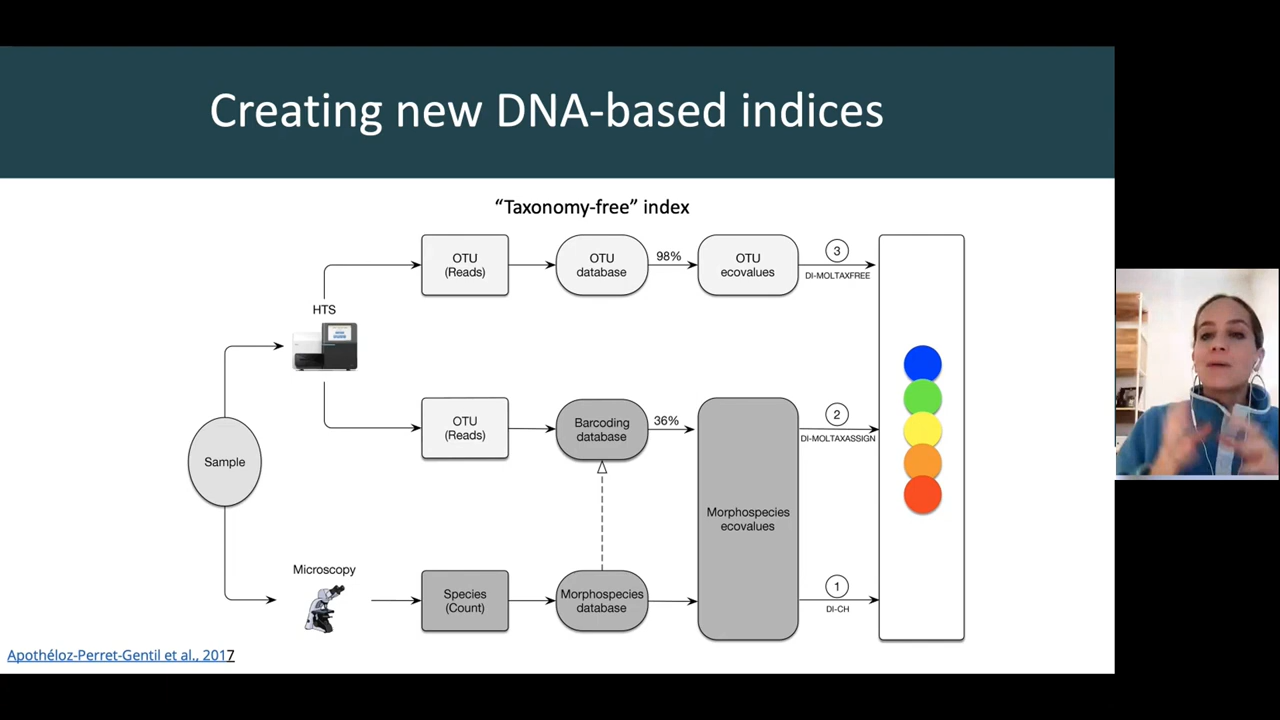 Creating new DNA-based indices
“Taxonomy-free” index
OTU
(Reads)
OTU
database
98%
OTU
ecovalues
3
DI-MOLTAXFREE
HTS
OTU
(Reads)
Barcoding
database
36%
2
DI-MOLTAXASSIGN
Sample
Morphospecies
ecovalues
Microscopy
Species
(Count)
Morphospecies
database
1
DI-CH
Apothéloz-Perret-Gentil et al., 2017